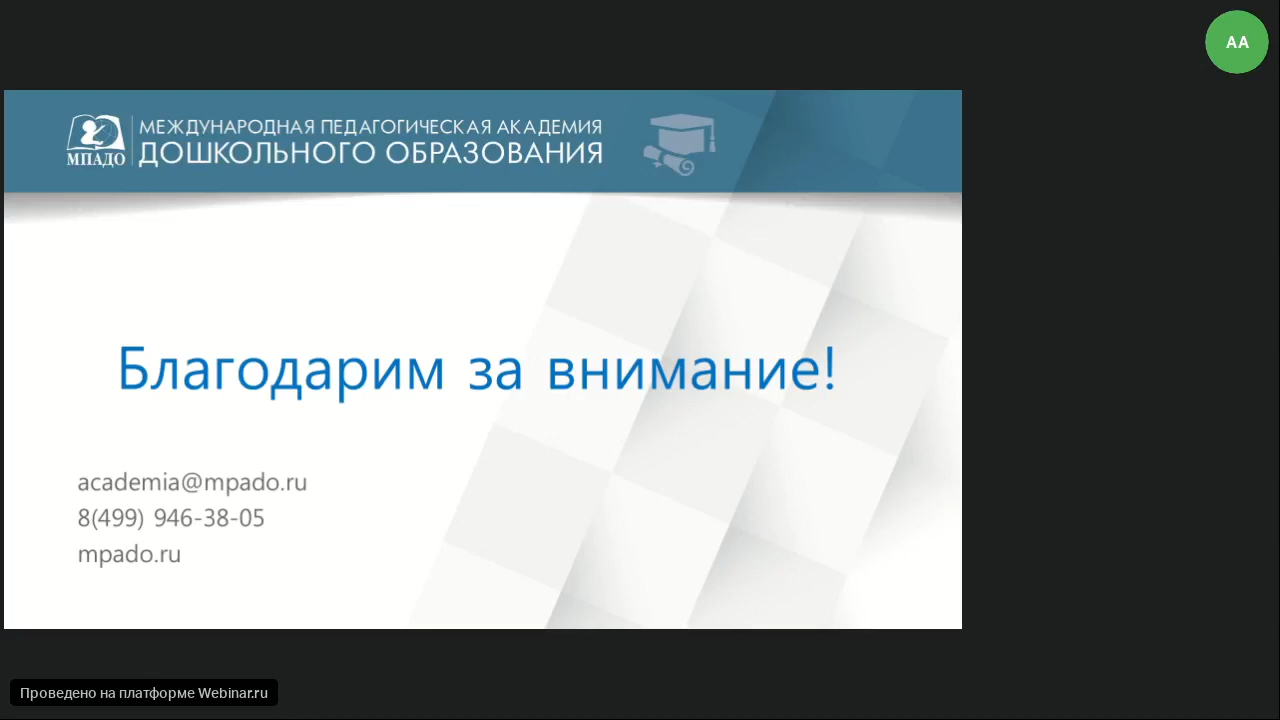 АА
МПАДО
МЕЖДУНАРОДНАЯ ПЕДАГОГИЧЕСКАЯ АКАДЕМИЯ
ДОШКОЛЬНОГО ОБРАЗОВАНИЯ
Благодарим за внимание!
academia@mpado.ru
8(499) 946-38-05
mpado.ru
Проведено на платформе Webinar.ru